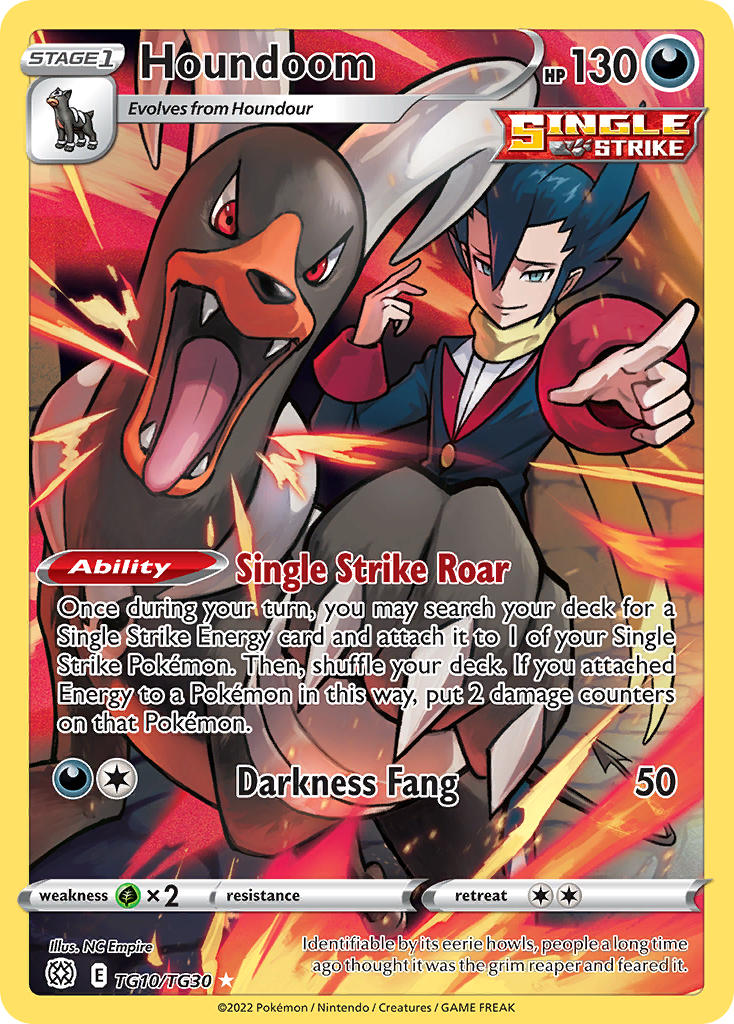 STAGE 1
Houndoom
HP 130
Evolves from Houndour
SINGLE
STRIKE
Ability
Single Strike Roar
Once during your turn, you may search your deck for a
Single Strike Energy card and attach it to 1 of your Single
Strike Pokémon. Then, shuffle your deck. If you attached
Energy to a Pokémon in this way, put 2 damage counters
on that Pokémon.
Darkness Fang 50
weakness ×2 resistance retreat
Illus. NC Empire
E TG10/TG30
Identifiable by its eerie howls, people a long time
ago thought it was the grim reaper and feared it.
©2022 Pokémon / Nintendo / Creatures / GAME FREAK